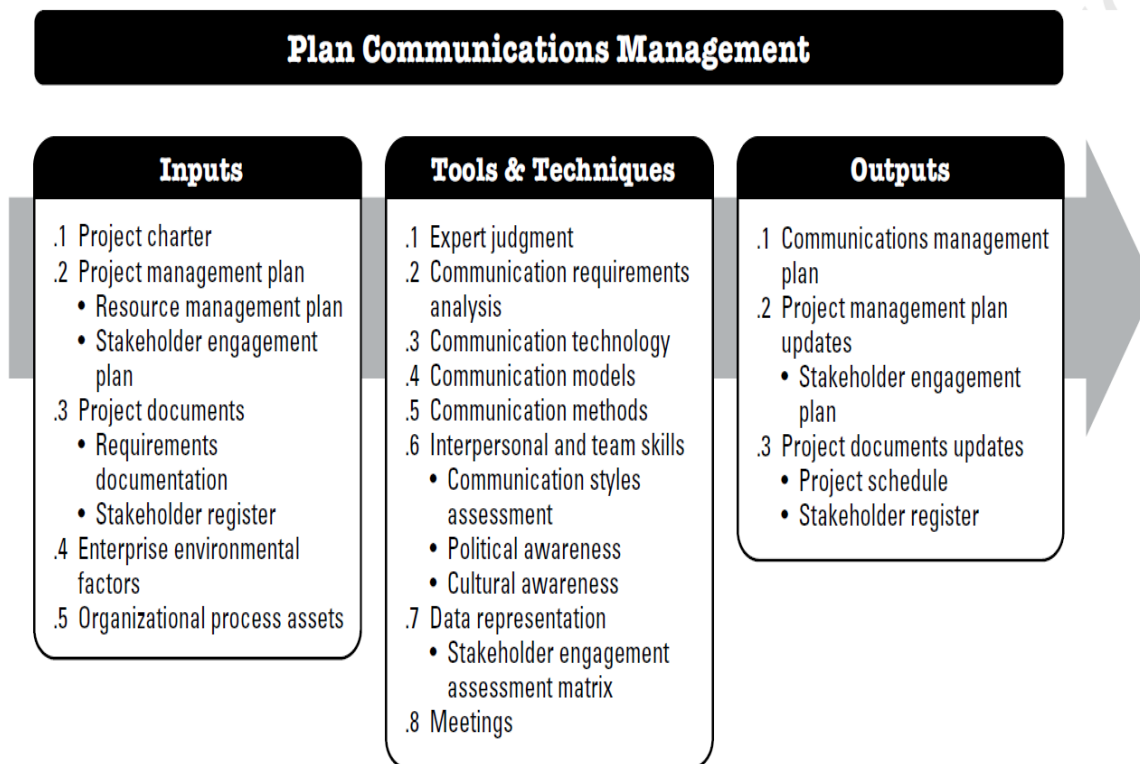 Plan Communications Management
Inputs
.1 Project charter
.2 Project management plan
• Resource management plan
• Stakeholder engagement
plan
.3 Project documents
• Requirements
documentation
• Stakeholder register
.4 Enterprise environmental
factors
.5 Organizational process assets
Tools & Techniques
.1 Expert judgment
.2 Communication requirements
analysis
.3 Communication technology
.4 Communication models
.5 Communication methods
.6 Interpersonal and team skills
• Communication styles
assessment
• Political awareness
• Cultural awareness
.7 Data representation
• Stakeholder engagement
assessment matrix
.8 Meetings
Outputs
.1 Communications management
plan
.2 Project management plan
updates
• Stakeholder engagement
plan
.3 Project documents updates
• Project schedule
• Stakeholder register